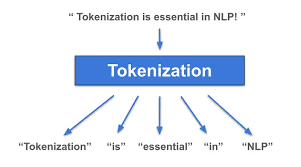 “ Tokenization is essential in NLP! ”
Tokenization
“Tokenization” “is” “essential” “in” “NLP”